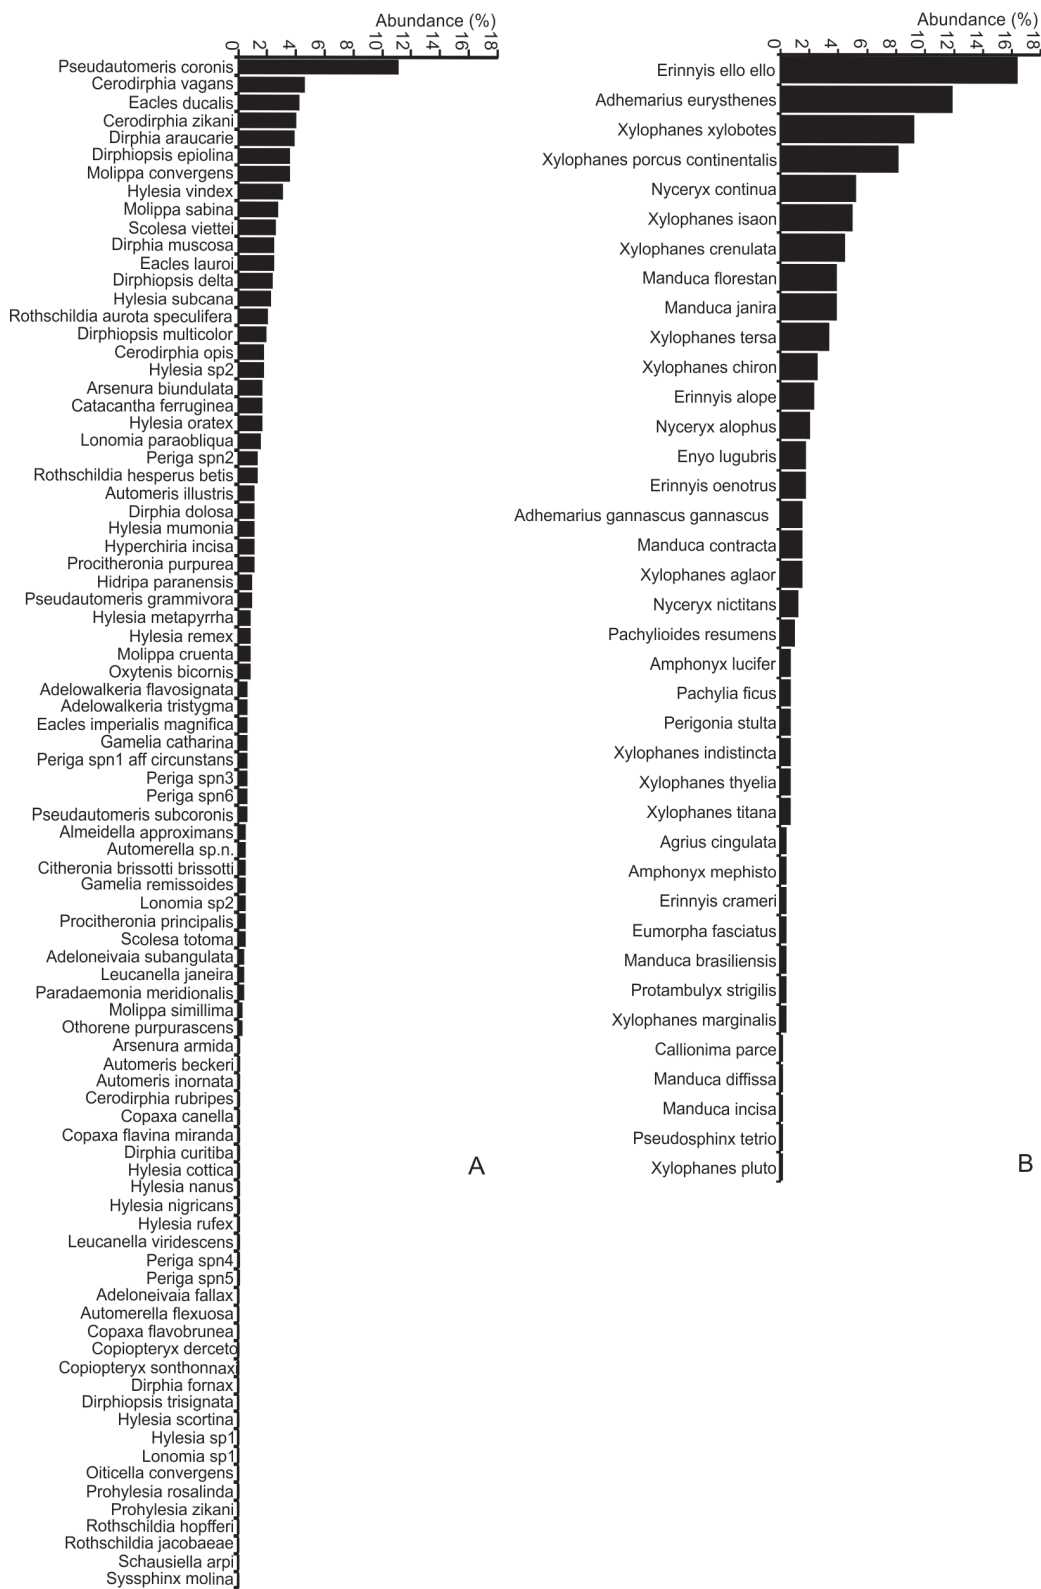 Abundance (%)
0 2 4 6 8 10 12 14 16 18
Pseudautomeris coronis
Cerodirphia vagans
Eacles ducalis
Cerodirphia zikani
Dirphia araucarie
Dirphiopsis epiolina
Molippa convergens
Hylesia vindex
Molippa sabina
Scolesa viettei
Dirphia muscosa
Eacles lauroi
Dirphiopsis delta
Hylesia subcana
Rothschildia aurota speculifera
Dirphiopsis multicolor
Cerodirphia opis
Hylesia sp2
Arsenura biundulata
Catacantha ferruginea
Hylesia oratex
Lonomia paraobliqua
Periga spn2
Rothschildia hesperus betis
Automeris illustris
Dirphia dolosa
Hylesia mumonia
Hyperchiria incisa
Procitheronia purpurea
Hidripa paranensis
Pseudautomeris grammivora
Hylesia metapyrrha
Hylesia remex
Molippa cruenta
Oxytenis bicornis
Adelowalkeria flavosignata
Adelowalkeria tristygma
Eacles imperialis magnifica
Gamelia catharina
Periga spn1 aff circunstans
Periga spn3
Periga spn6
Pseudautomeris subcoronis
Almeidella approximans
Automerella sp.n.
Citheronia brissotti brissotti
Gamelia remissoides
Lonomia sp2
Procitheronia principalis
Scolesa totoma
Adeloneivaia subangulata
Leucanella janeira
Paradaemonia meridionalis
Molippa simillima
Othorene purpurascens
Arsenura armida
Automeris beckeri
Automeris inornata
Cerodirphia rubripes
Copaxa canella
Copaxa flavina miranda
Dirphia curitiba
Hylesia cottica
Hylesia nanus
Hylesia nigricans
Hylesia rufex
Leucanella viridescens
Periga spn4
Periga spn5
Adeloneivaia fallax
Automerella flexuosa
Copaxa flavobrunea
Copiopteryx derceto
Copiopteryx sonthonnax
Dirphia fornax
Dirphiopsis trisignata
Hylesia scortina
Hylesia sp1
Lonomia sp1
Oiticella convergens
Prohylesia rosalinda
Prohylesia zikani
Rothschildia hopfferi
Rothschildia jacobaeae
Schausiella arpi
Syssphinx molina
A
Abundance (%)
0 2 4 6 8 10 12 14 16 18
Erinnyis ello ello
Adhemarius eurysthenes
Xylophanes xylobotes
Xylophanes porcus continentalis
Nyceryx continua
Xylophanes isaon
Xylophanes crenulata
Manduca florestan
Manduca janira
Xylophanes tersa
Xylophanes chiron
Erinnyis alope
Nyceryx alophus
Enyo lugubris
Erinnyis oenotrus
Adhemarius gannascus gannascus
Manduca contracta
Xylophanes aglaor
Nyceryx nictitans
Pachylioides resumens
Amphonyx lucifer
Pachylia ficus
Perigonia stulta
Xylophanes indistincta
Xylophanes thyelia
Xylophanes titana
Agrius cingulata
Amphonyx mephisto
Erinnyis crameri
Eumorpha fasciatus
Manduca brasiliensis
Protambulyx strigilis
Xylophanes marginalis
Callionima parce
Manduca diffissa
Manduca incisa
Pseudosphinx tetrio
Xylophanes pluto
B